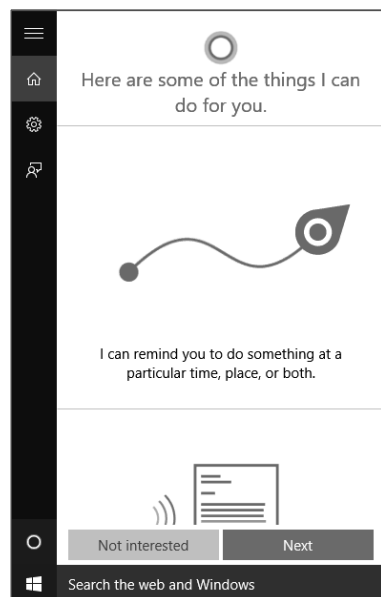 Here are some of the things I can
do for you.
I can remind you to do something at a
particular time, place, or both.
Not interested
Next
Search the web and Windows